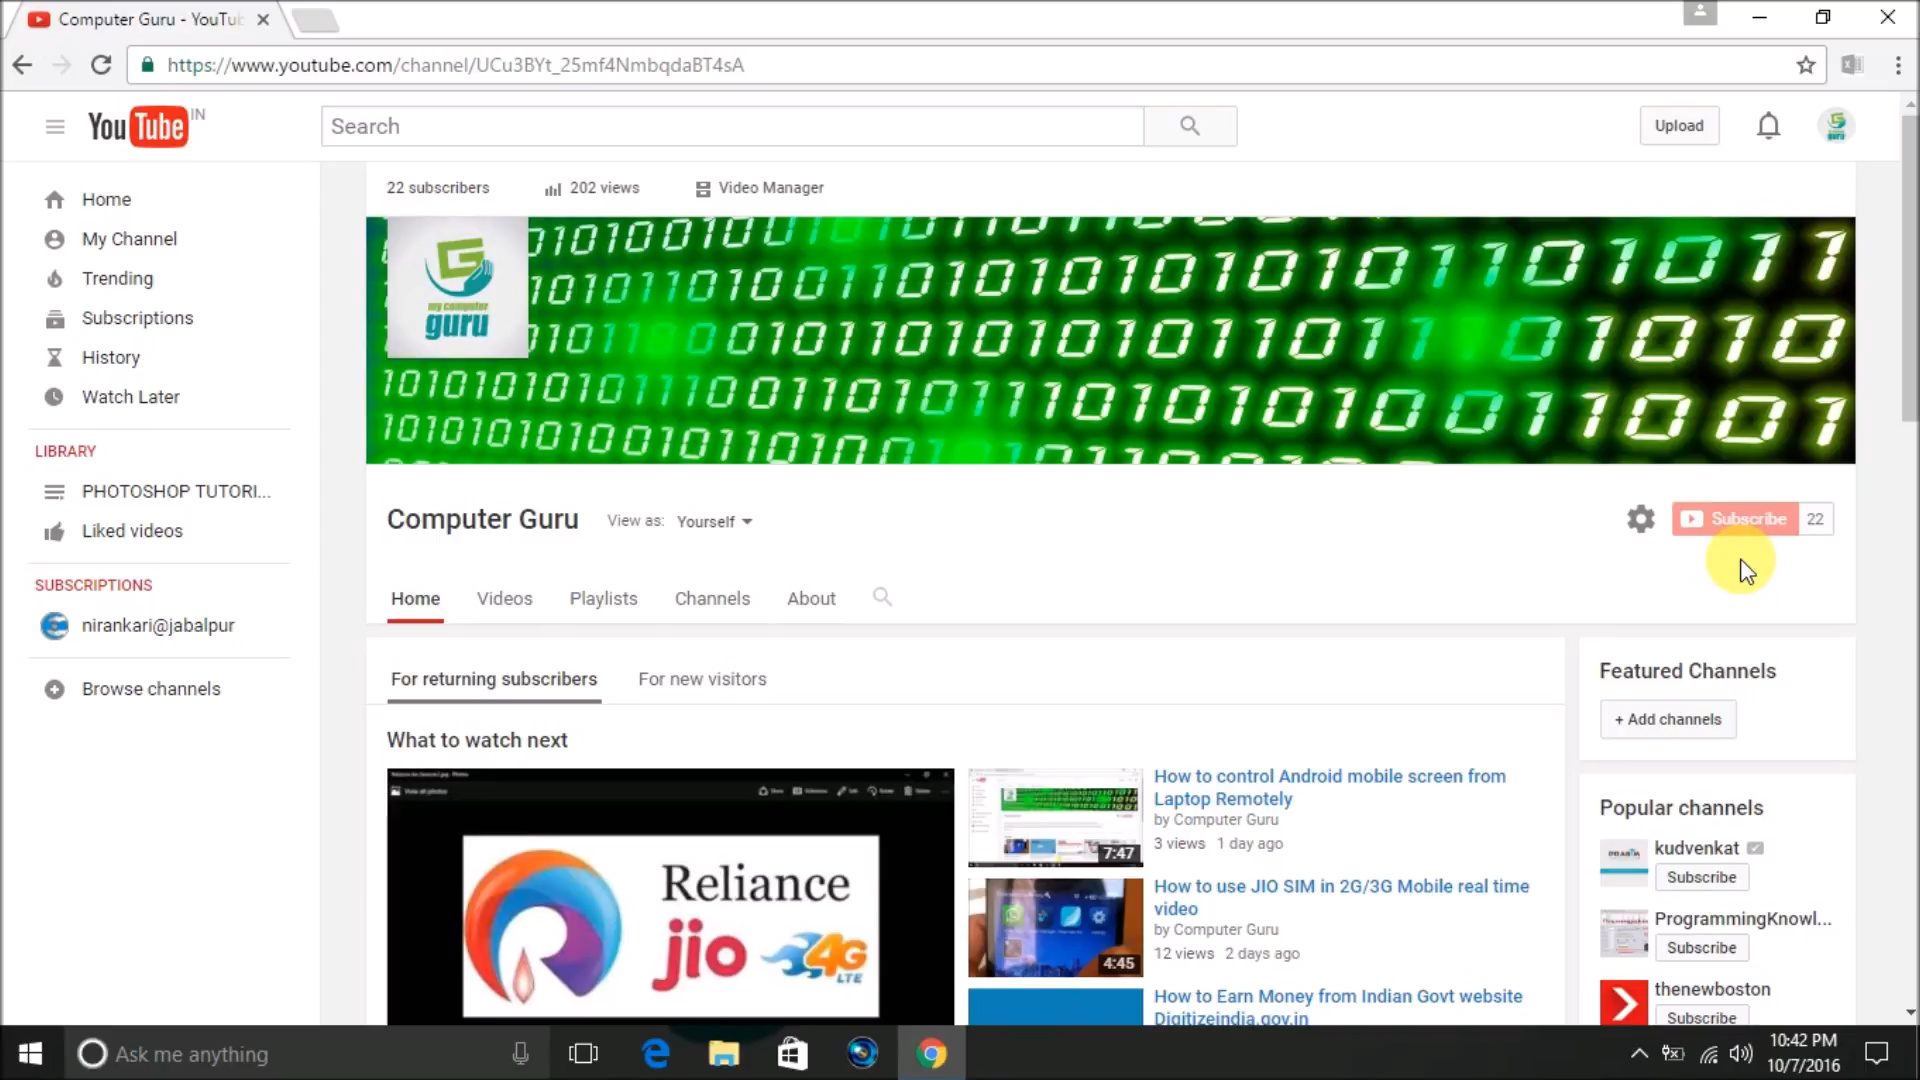 Computer Guru - YouTu
https://www.youtube.com/channel/UCu3BYt_25mf4NmbqdaBT4sA
YouTube IN
Search
Upload
guru
Home
My Channel
Trending
Subscriptions
History
Watch Later
LIBRARY
PHOTOSHOP TUTORI...
Liked videos
SUBSCRIPTIONS
nirankari@jabalpur
Browse channels
22 subscribers
202 views
Video Manager
my computer
guru
Computer Guru
View as: Yourself
Subscribe 22
Home
Videos
Playlists
Channels
About
For returning subscribers
For new visitors
What to watch next
Reliance
jio 4G
LTE
7:47
How to control Android mobile screen from
Laptop Remotely
by Computer Guru
3 views 1 day ago
4:45
How to use JIO SIM in 2G/3G Mobile real time
video
by Computer Guru
12 views 2 days ago
How to Earn Money from Indian Govt website
Digitizeindia.gov.in
Featured Channels
+ Add channels
Popular channels
kudvenkat
Subscribe
ProgrammingKnowl...
Subscribe
thenewboston
Subscribe
Ask me anything
10:42 PM
10/7/2016